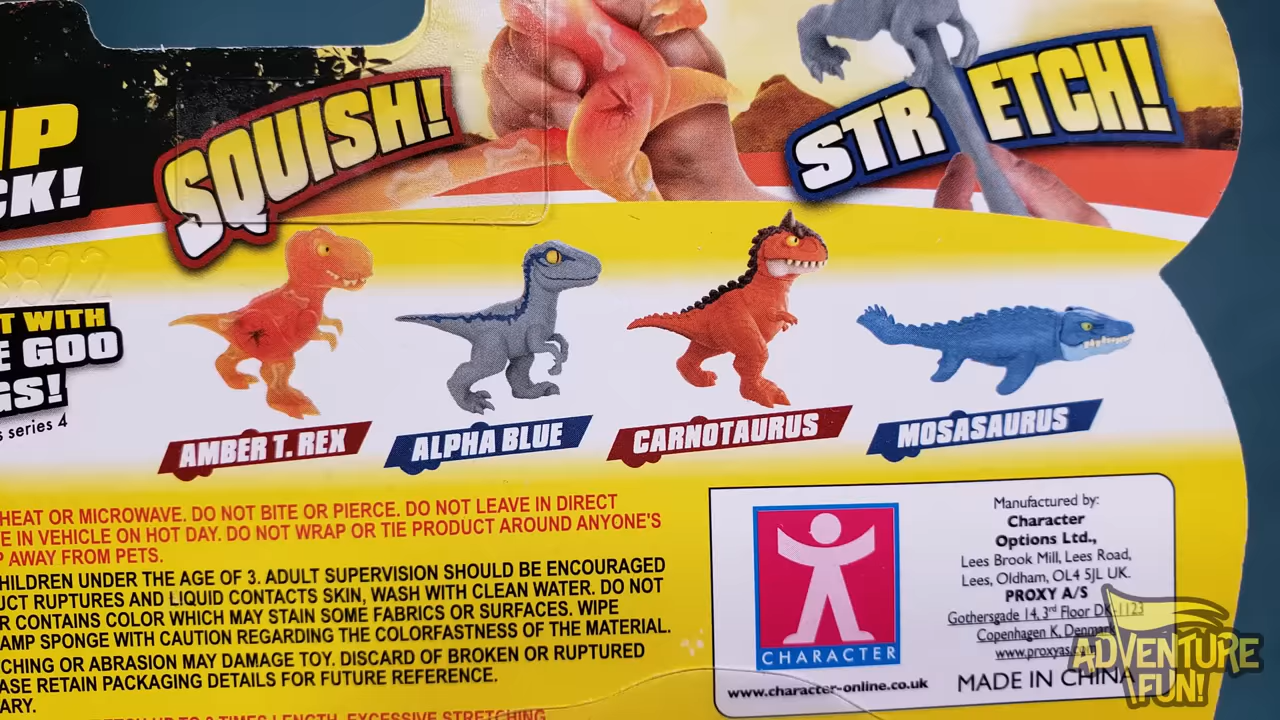 IP
CK!
SQUISH!
STRETCH!
3822
T WITH
E GOO
GS!
s series 4
AMBER T. REX
ALPHA BLUE
CARNOTAURUS
MOSASAURUS
HEAT OR MICROWAVE. DO NOT BITE OR PIERCE. DO NOT LEAVE IN DIRECT
E IN VEHICLE ON HOT DAY. DO NOT WRAP OR TIE PRODUCT AROUND ANYONE'S
P AWAY FROM PETS.
HILDREN UNDER THE AGE OF 3. ADULT SUPERVISION SHOULD BE ENCOURAGED
UCT RUPTURES AND LIQUID CONTACTS SKIN, WASH WITH CLEAN WATER. DO NOT
R CONTAINS COLOR WHICH MAY STAIN SOME FABRICS OR SURFACES. WIPE
AMP SPONGE WITH CAUTION REGARDING THE COLORFASTNESS OF THE MATERIAL.
CHING OR ABRASION MAY DAMAGE TOY. DISCARD OF BROKEN OR RUPTURED
ASE RETAIN PACKAGING DETAILS FOR FUTURE REFERENCE.
ARY.
UP TO 3 TIMES LENGTH. EXCESSIVE STRETCHING
CHARACTER
www.character-online.co.uk
Manufactured by:
Character
Options Ltd.,
Lees Brook Mill, Lees Road,
Lees, Oldham, OL4 5JL UK.
PROXY A/S
Gothersgade 14, 3rd Floor DK-1123
Copenhagen K, Denmark
www.proxyas.com
MADE IN CHINA
ADVENTURE
FUN!